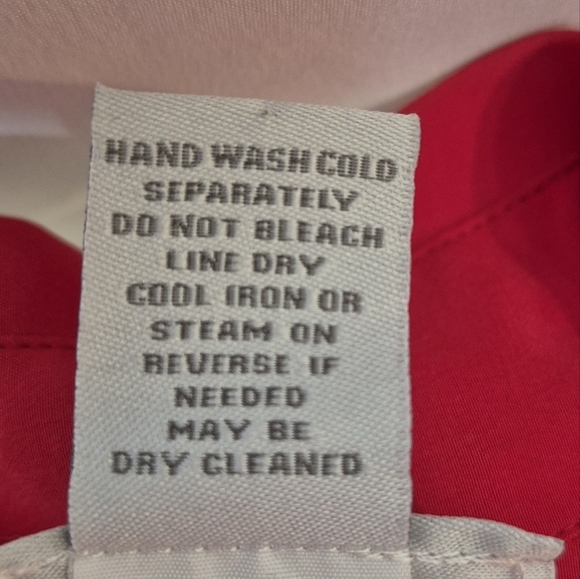 HAND WASH COLD
SEPARATELY
DO NOT BLEACH
LINE DRY
COOL IRON OR
STEAM ON
REVERSE IF
NEEDED
MAY BE
DRY CLEANED